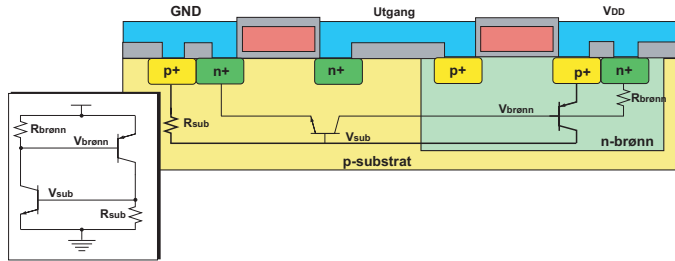 GND Utgang VDD
p+ n+ n+ p+ p+ n+
Rsub Vsub Vbrønn Rbrønn
n-brønn
p-substrat
Rbrønn
Vbrønn
Vsub
Rsub